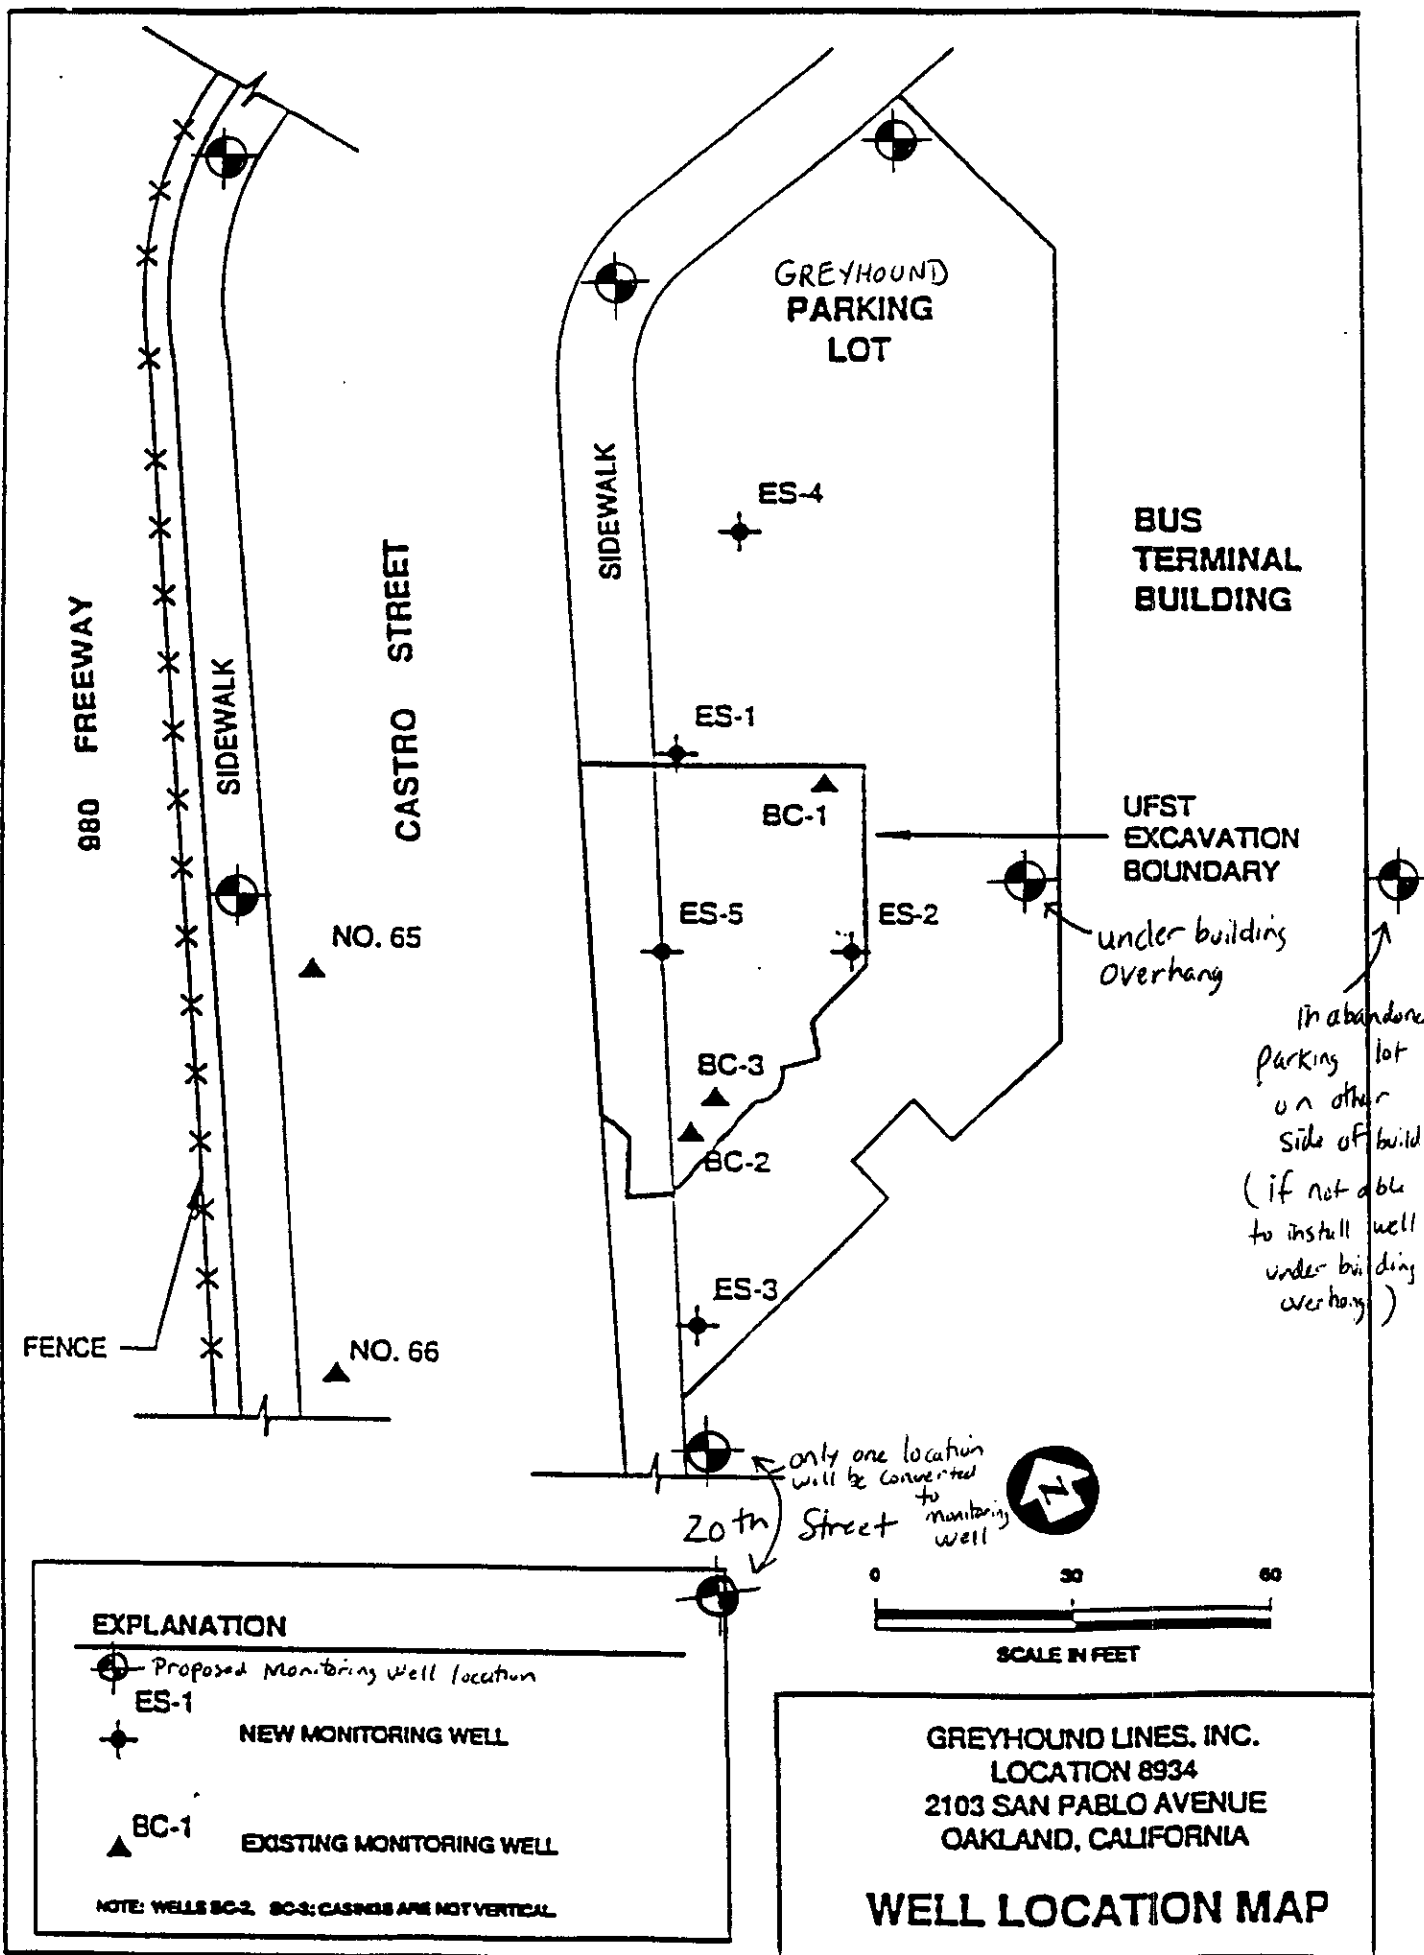 GREYHOUND
PARKING
LOT
SIDEWALK
ES-4
BUS
TERMINAL
BUILDING
980 FREEWAY
SIDEWALK
CASTRO STREET
ES-1
BC-1
UFST
EXCAVATION
BOUNDARY
ES-5
ES-2
under building
overhang
NO. 65
In abandone
parking lot
on other
side of build
(if not able
to install well
under building
overhang)
BC-3
BC-2
ES-3
FENCE
NO. 66
only one location
will be converted
to
monitoring
well
20th Street
N
0 30 60
SCALE IN FEET
EXPLANATION
Proposed Monitoring Well location
ES-1
NEW MONITORING WELL
BC-1
EXISTING MONITORING WELL
NOTE: WELLS BC-2, BC-3; CASINGS ARE NOT VERTICAL
GREYHOUND LINES, INC.
LOCATION 8934
2103 SAN PABLO AVENUE
OAKLAND, CALIFORNIA
WELL LOCATION MAP